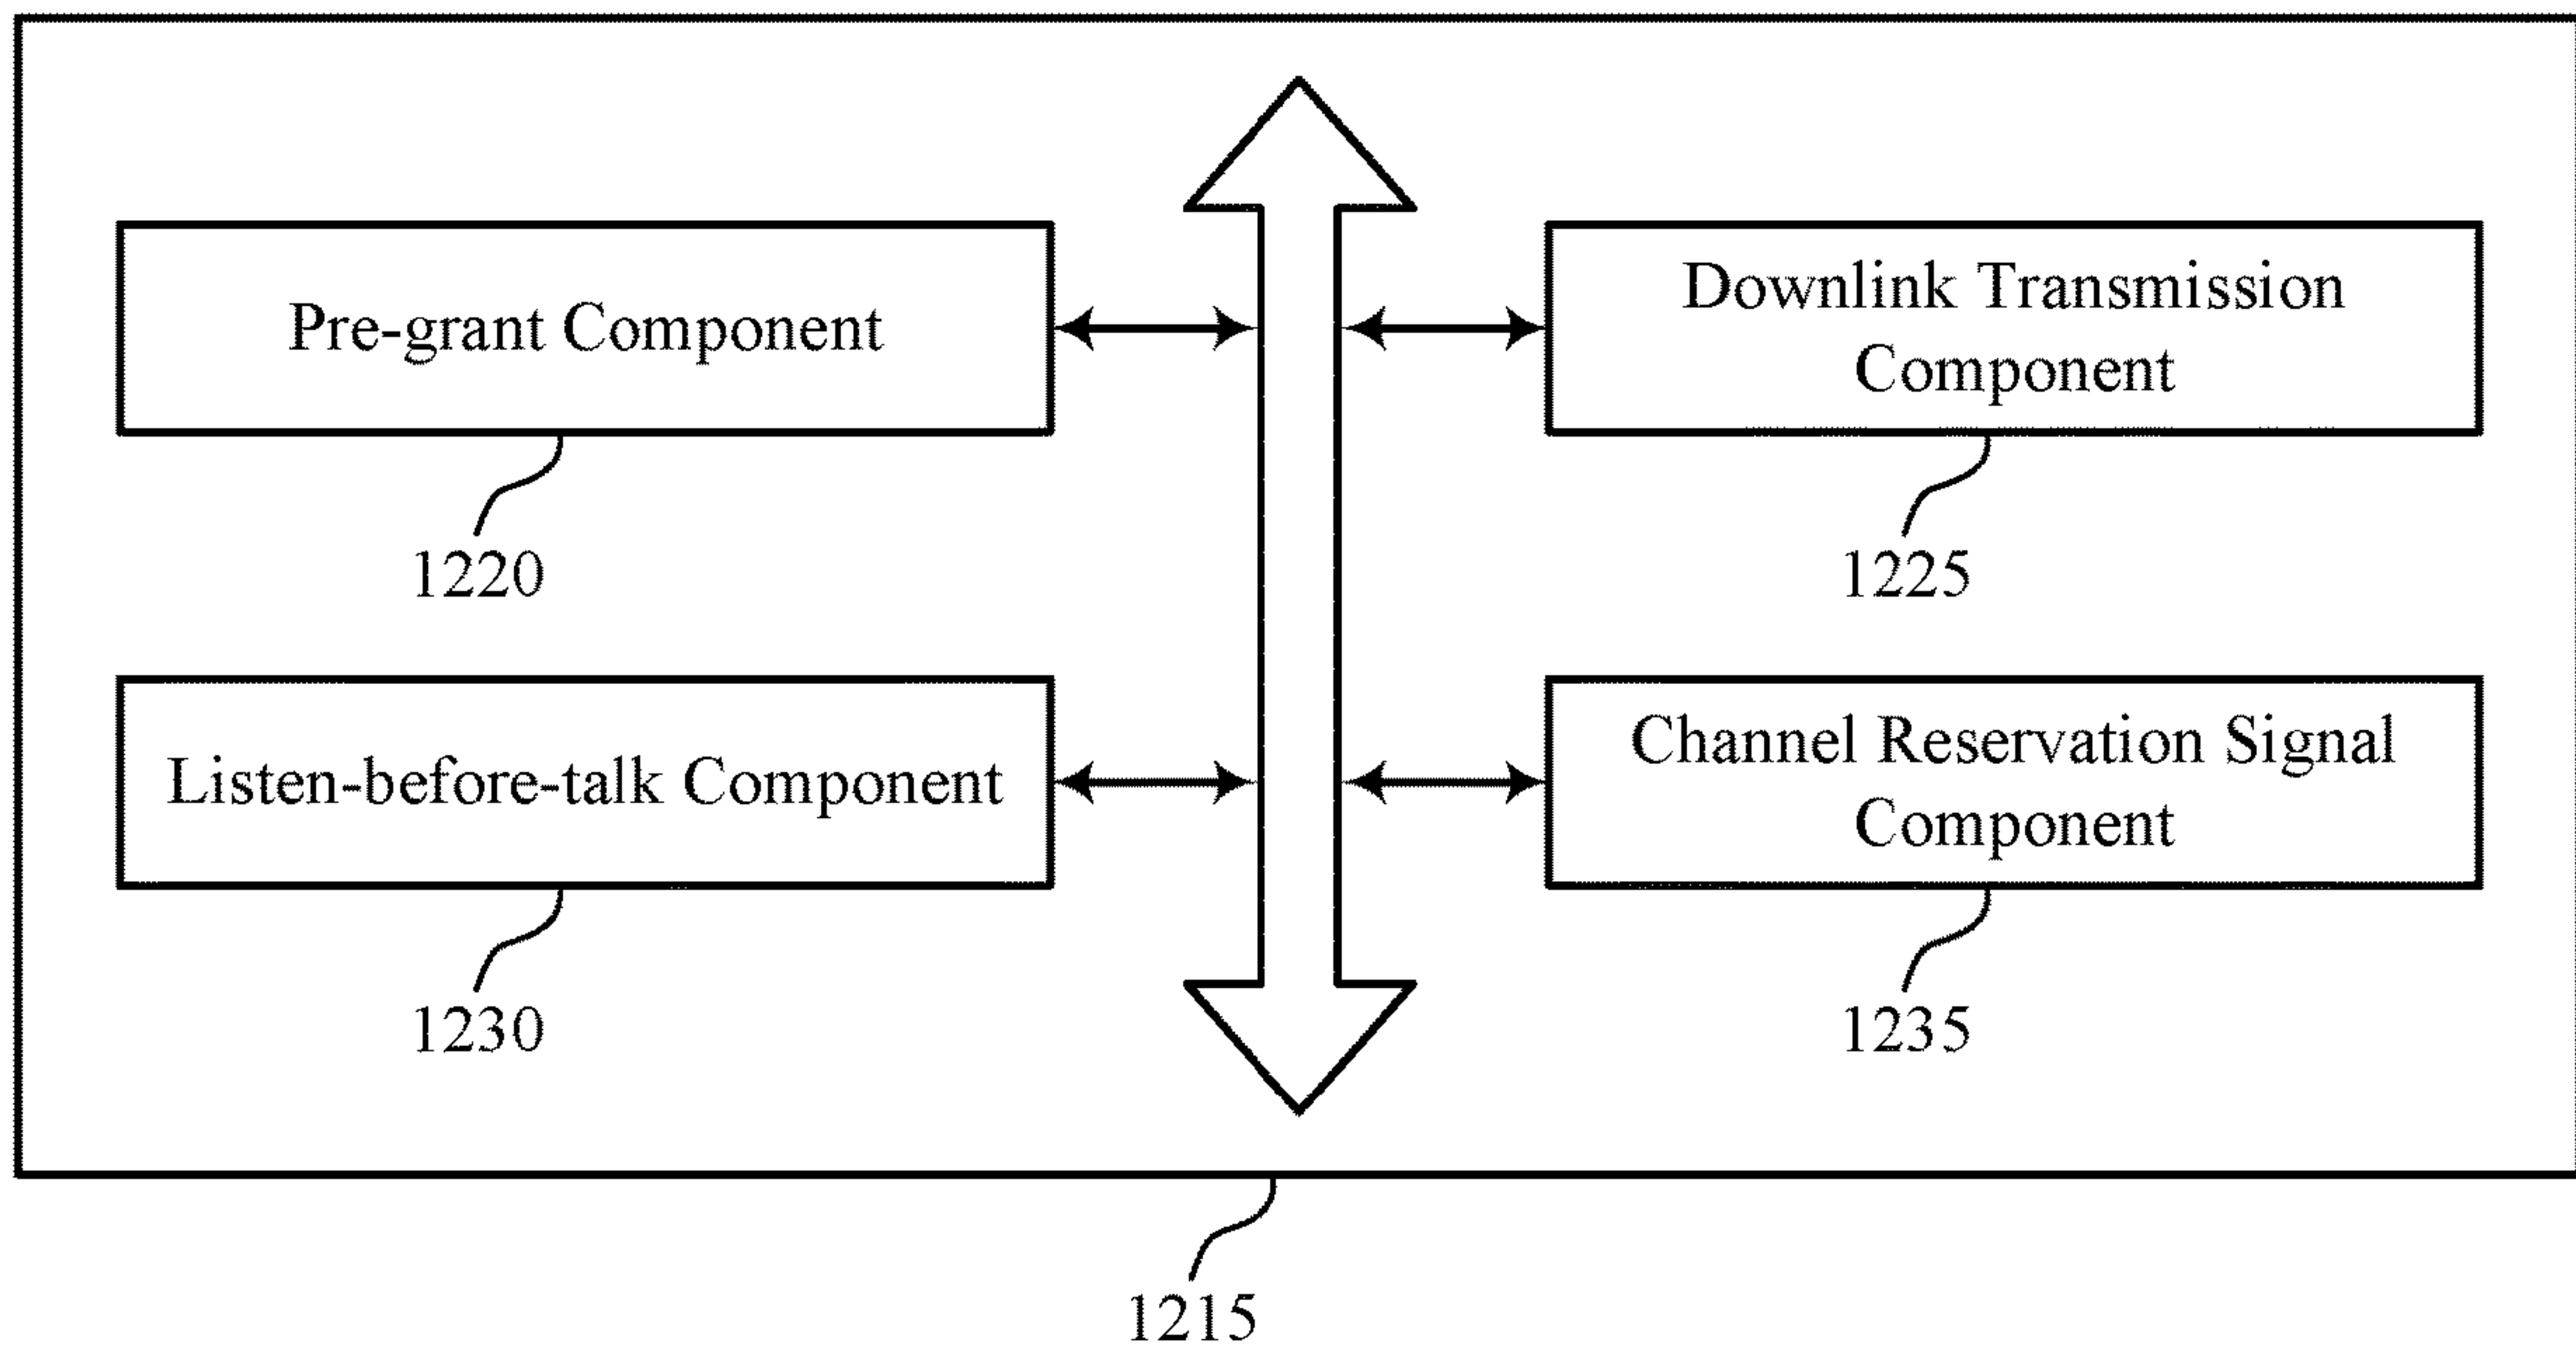 Pre-grant Component
1220
Downlink Transmission
Component
1225
Listen-before-talk Component
1230
Channel Reservation Signal
Component
1235
1215